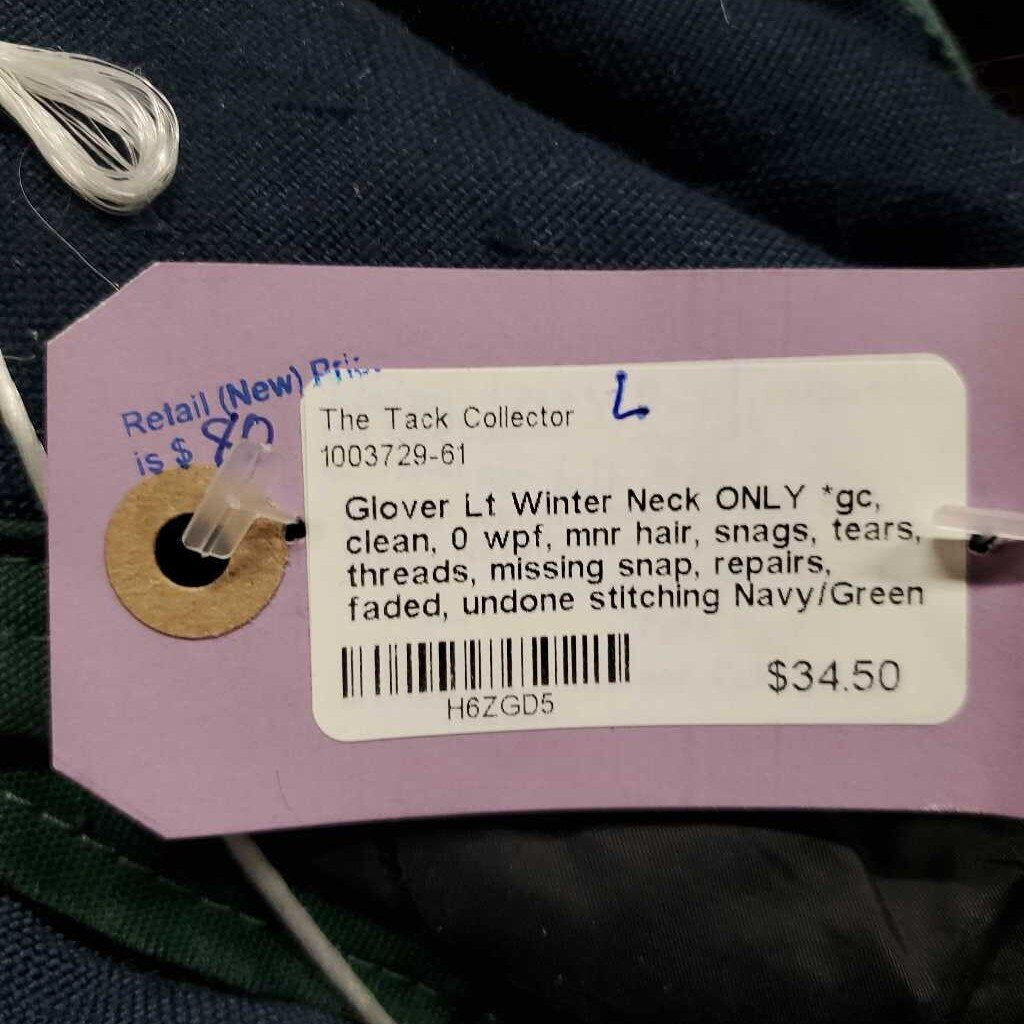 Retail (New)
is $ 80
L
The Tack Collector
1003729-61
Glover Lt Winter Neck ONLY *gc,
clean, 0 wpf, mnr hair, snags, tears,
threads, missing snap, repairs,
faded, undone stitching Navy/Green
H6ZGD5
$34.50